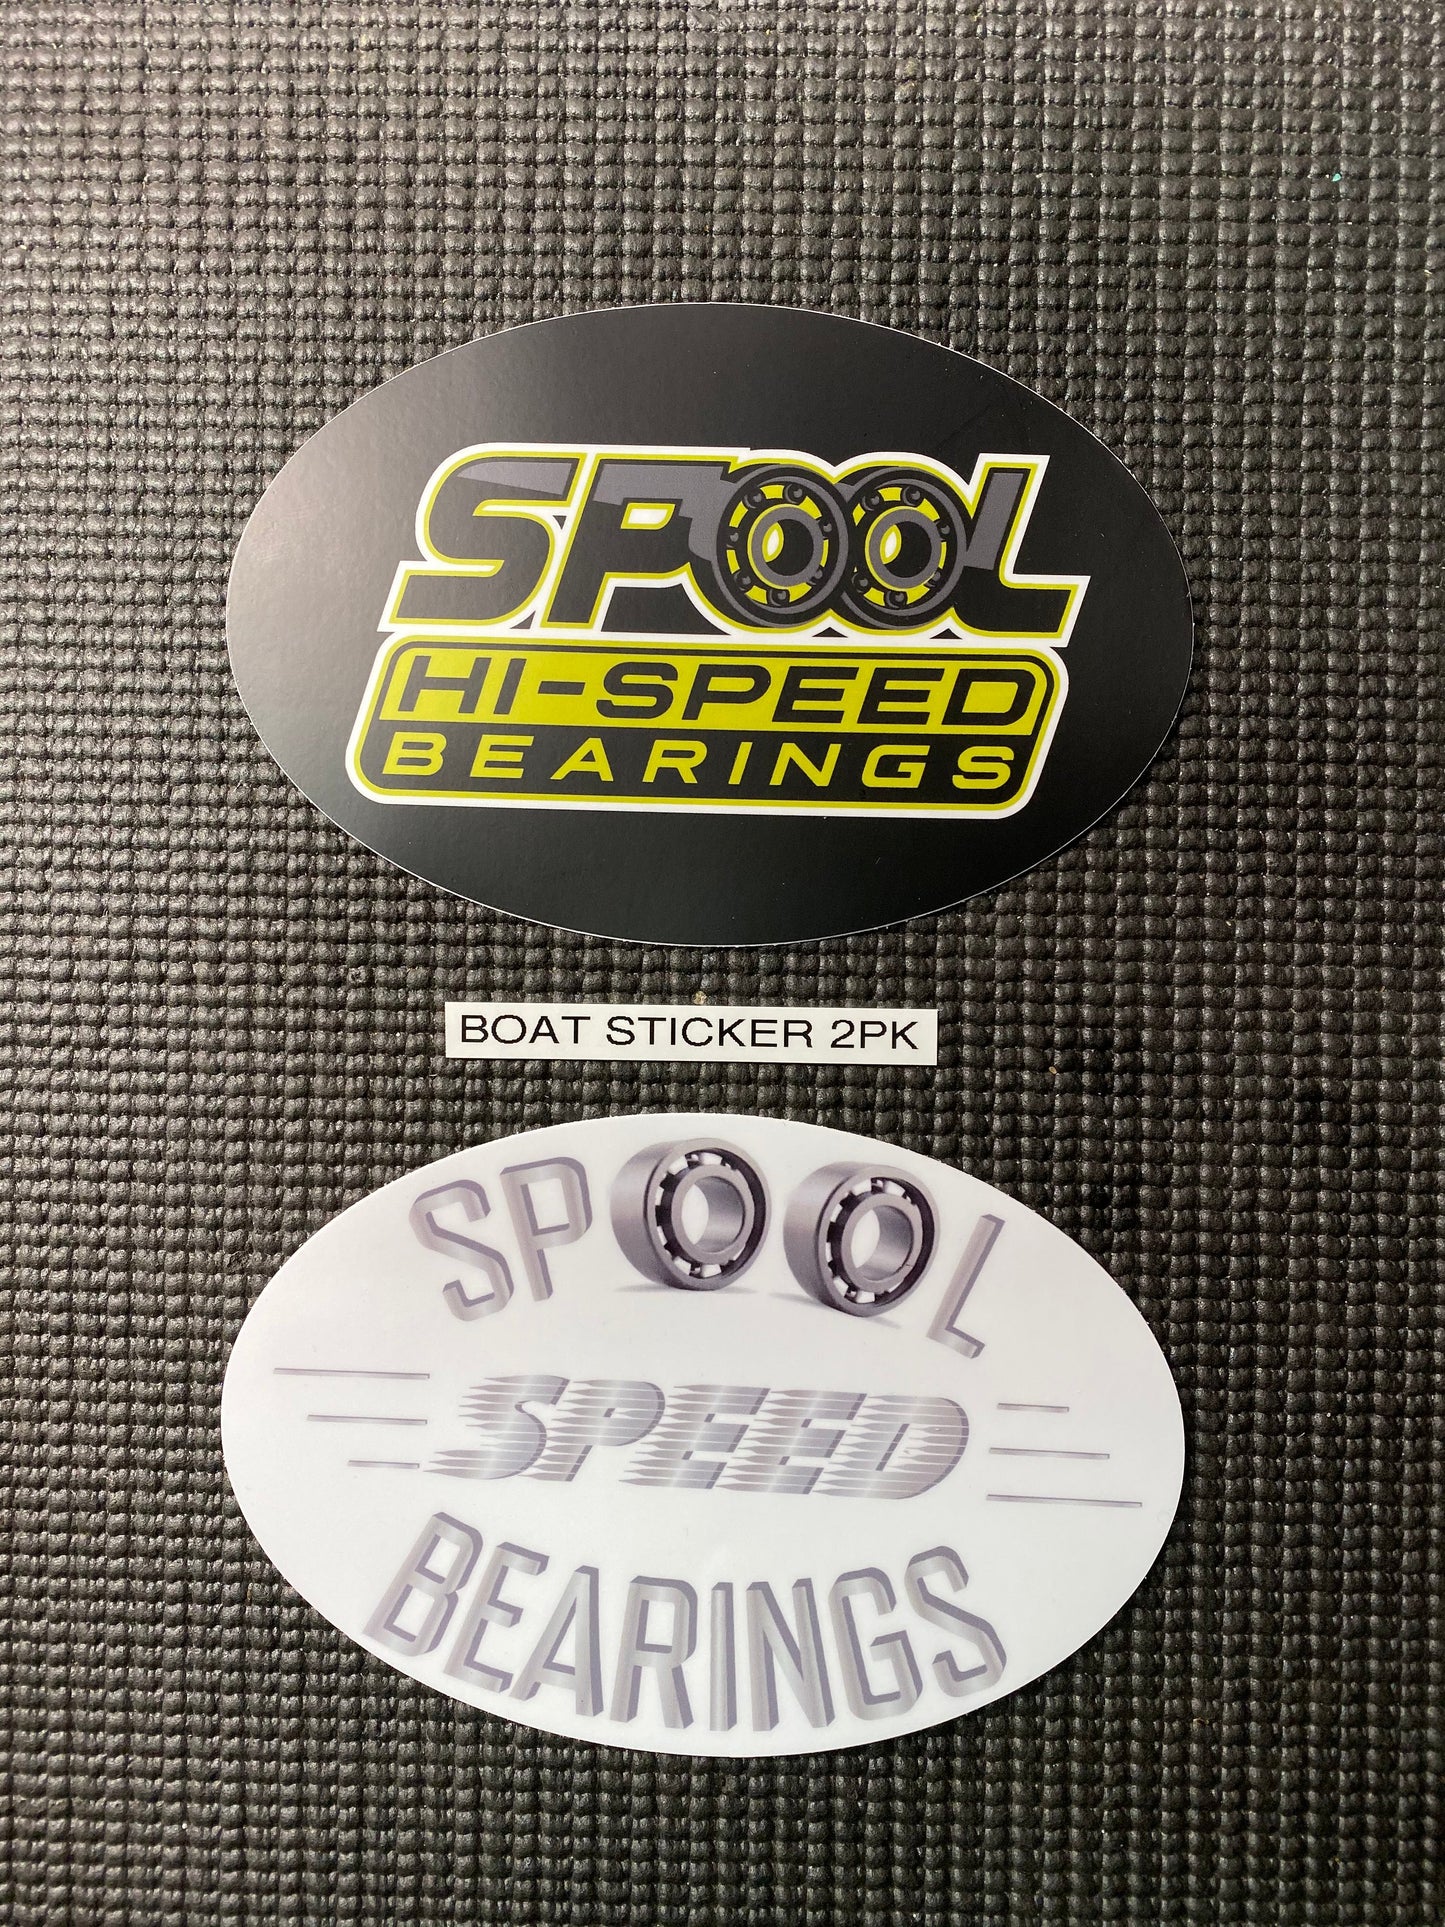 SPOOL
HI-SPEED
BEARINGS
BOAT STICKER 2PK
SPOOL
SPEED
BEARINGS